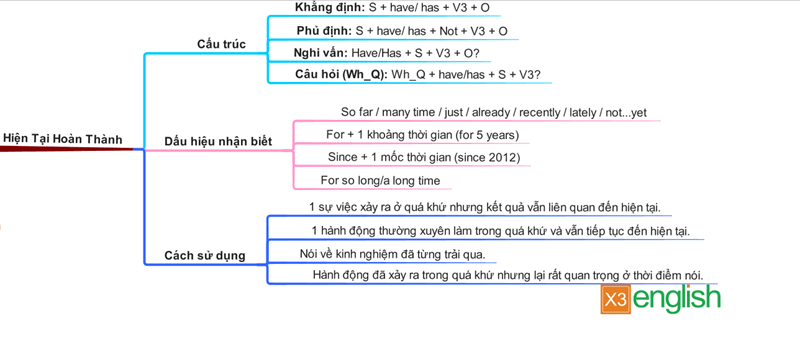 Hiện Tại Hoàn Thành
Cấu trúc
Khẳng định: S + have/ has + V3 + O
Phủ định: S + have/ has + Not + V3 + O
Nghi vấn: Have/Has + S + V3 + O?
Câu hỏi (Wh_Q): Wh_Q + have/has + S + V3?
Dấu hiệu nhận biết
So far / many time / just / already / recently / lately / not...yet
For + 1 khoảng thời gian (for 5 years)
Since + 1 mốc thời gian (since 2012)
For so long/a long time
Cách sử dụng
1 sự việc xảy ra ở quá khứ nhưng kết quả vẫn liên quan đến hiện tại.
1 hành động thường xuyên làm trong quá khứ và vẫn tiếp tục đến hiện tại.
Nói về kinh nghiệm đã từng trải qua.
Hành động đã xảy ra trong quá khứ nhưng lại rất quan trọng ở thời điểm nói.
X3 english